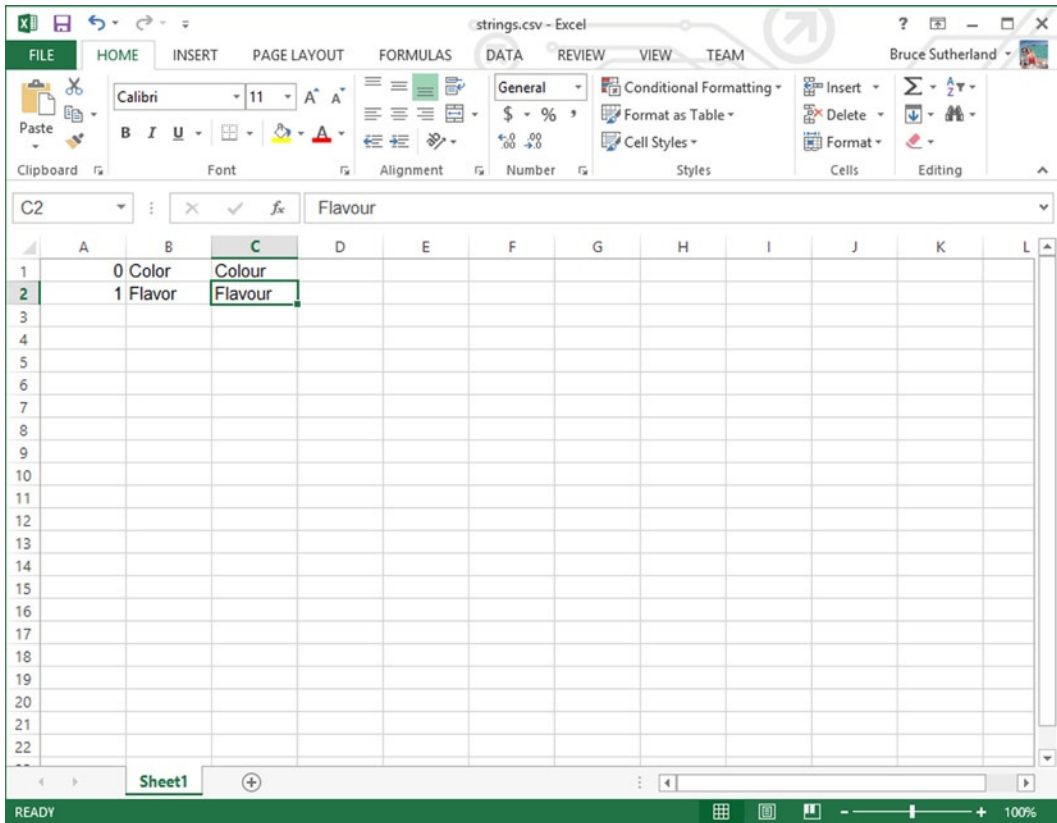 strings.csv - Excel
?
FILE HOME INSERT PAGE LAYOUT FORMULAS DATA REVIEW VIEW TEAM Bruce Sutherland
Paste
Calibri 11 A A
B I U A
General
$ % ,
.00 .0
Conditional Formatting
Format as Table
Cell Styles
Insert
Delete
Format
Σ A Z
Clipboard Font Alignment Number Styles Cells Editing
C2 fx Flavour
A B C D E F G H I J K L
1 0 Color Colour
2 1 Flavor Flavour
3
4
5
6
7
8
9
10
11
12
13
14
15
16
17
18
19
20
21
22
Sheet1
READY 100%